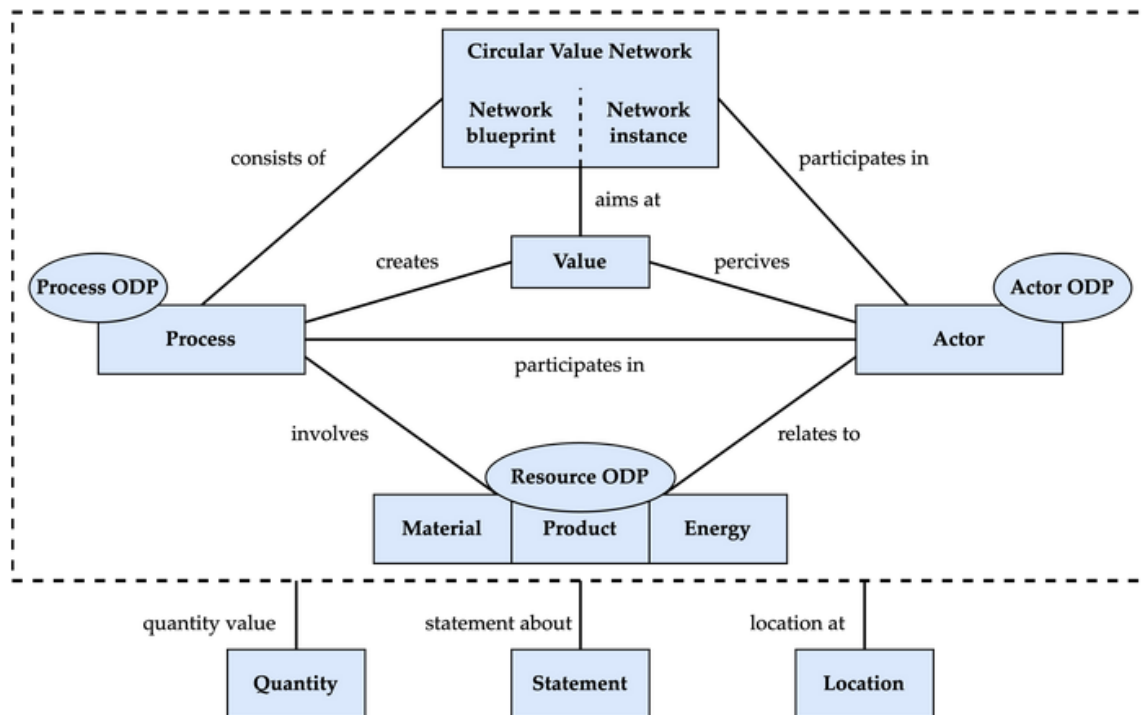 Circular Value Network
Network
blueprint
Network
instance
consists of
participates in
aims at
Value
creates
percives
Process ODP
Actor ODP
Process
Actor
participates in
involves
relates to
Resource ODP
Material
Product
Energy
quantity value
statement about
location at
Quantity
Statement
Location